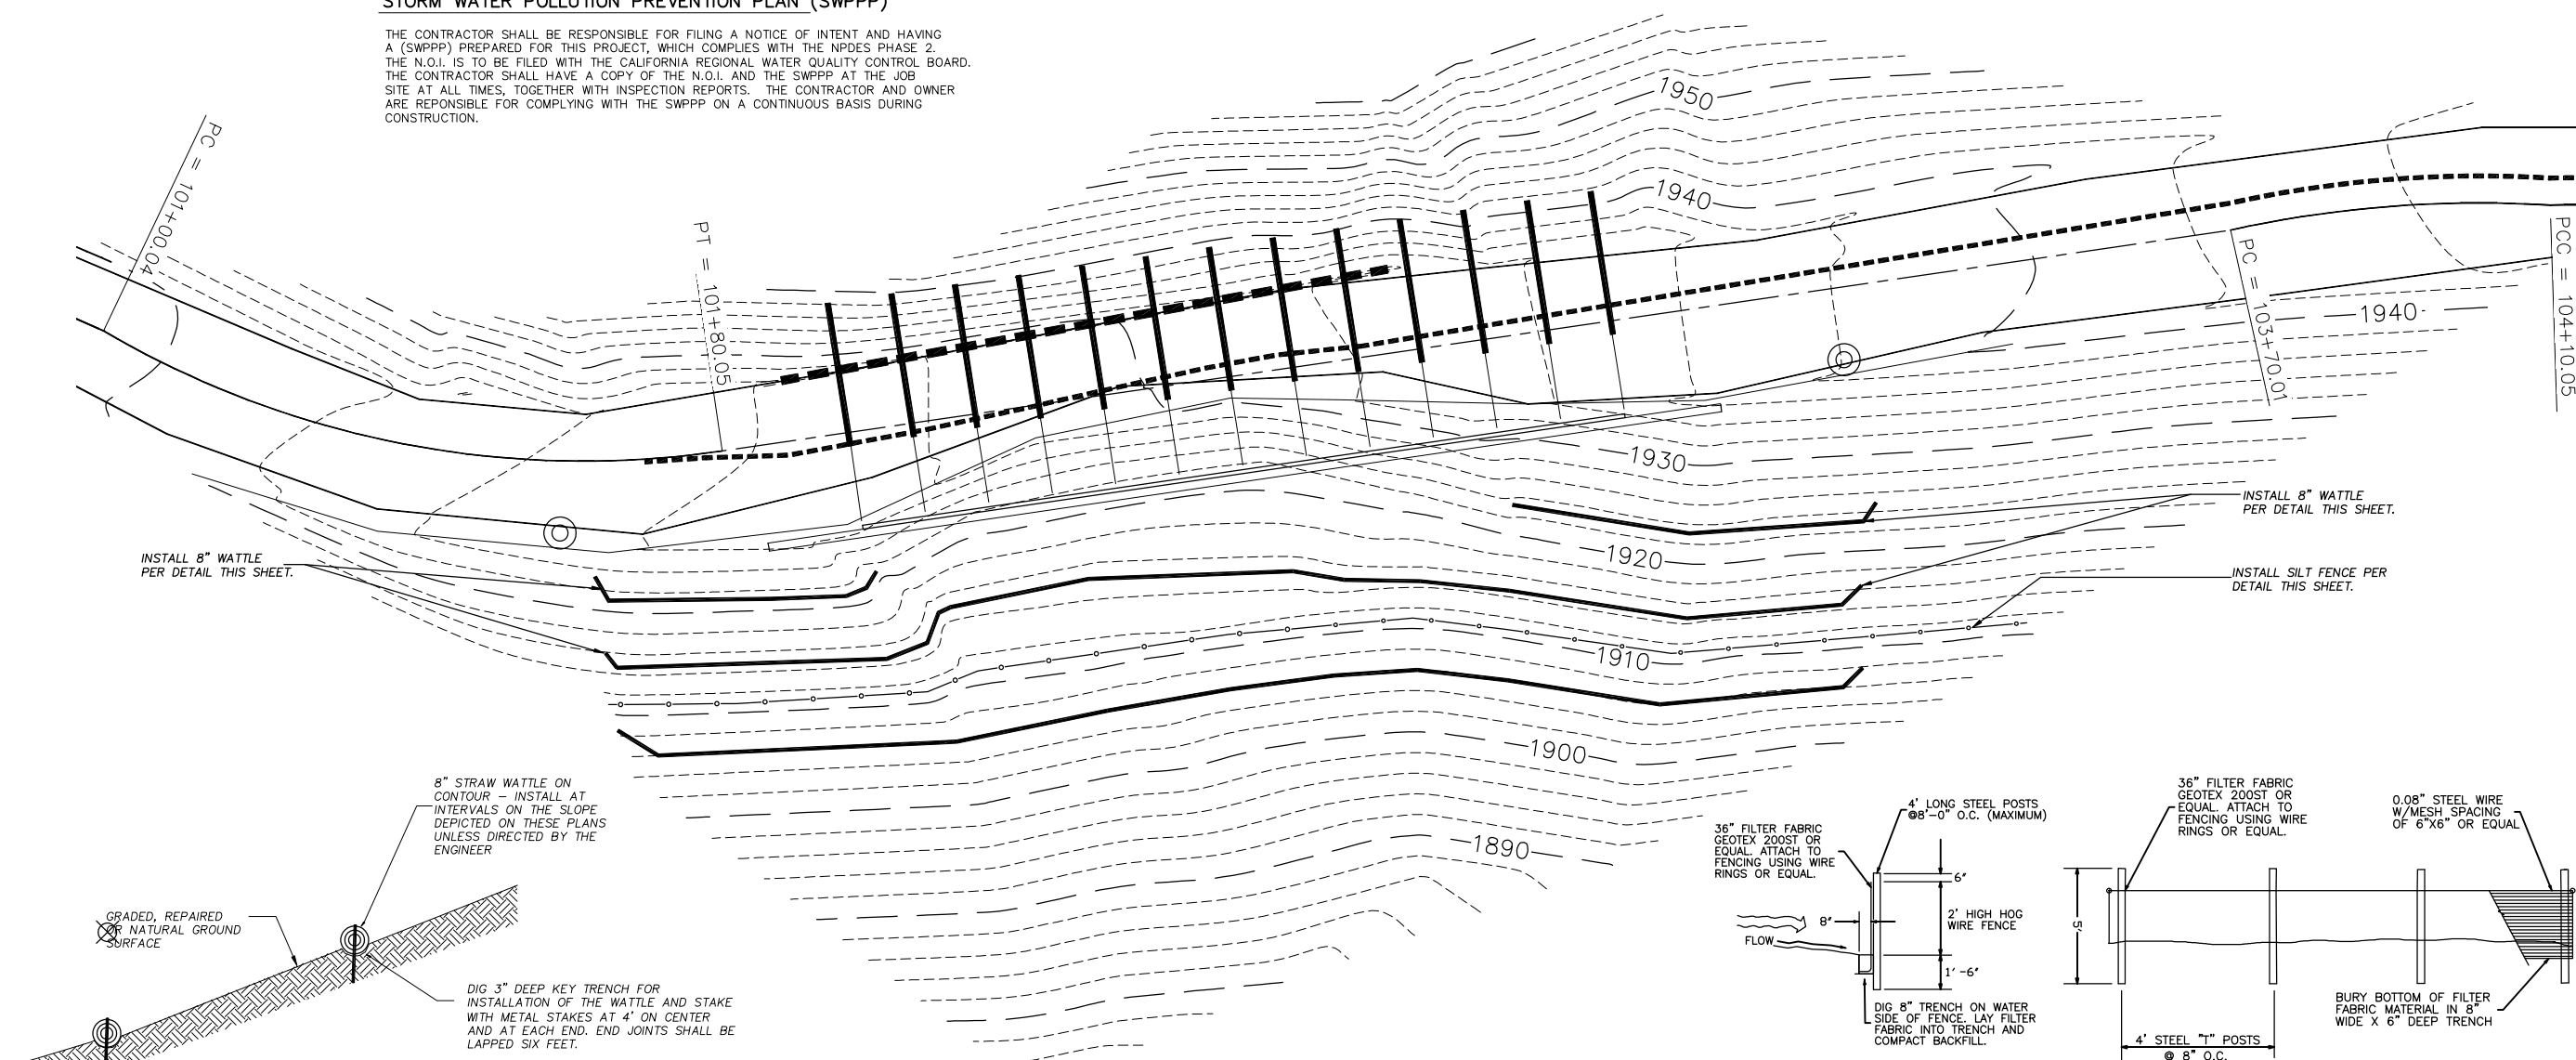 STORM WATER POLLUTION PREVENTION PLAN (SWPPP)
THE CONTRACTOR SHALL BE RESPONSIBLE FOR FILING A NOTICE OF INTENT AND HAVING
A (SWPPP) PREPARED FOR THIS PROJECT, WHICH COMPLIES WITH THE NPDES PHASE 2.
THE N.O.I. IS TO BE FILED WITH THE CALIFORNIA REGIONAL WATER QUALITY CONTROL BOARD.
THE CONTRACTOR SHALL HAVE A COPY OF THE N.O.I. AND THE SWPPP AT THE JOB
SITE AT ALL TIMES, TOGETHER WITH INSPECTION REPORTS. THE CONTRACTOR AND OWNER
ARE REPONSIBLE FOR COMPLYING WITH THE SWPPP ON A CONTINUOUS BASIS DURING
CONSTRUCTION.
PC = 101+00.04
PT = 101+80.05
1950
1940
PC = 103+70.01
PCC = 104+10.05
1940
1930
1920
1910
1900
1890
INSTALL 8" WATTLE
PER DETAIL THIS SHEET.
INSTALL 8" WATTLE
PER DETAIL THIS SHEET.
INSTALL SILT FENCE PER
DETAIL THIS SHEET.
8" STRAW WATTLE ON
CONTOUR – INSTALL AT
INTERVALS ON THE SLOPE
DEPICTED ON THESE PLANS
UNLESS DIRECTED BY THE
ENGINEER
GRADED, REPAIRED
OR NATURAL GROUND
SURFACE
DIG 3" DEEP KEY TRENCH FOR
INSTALLATION OF THE WATTLE AND STAKE
WITH METAL STAKES AT 4' ON CENTER
AND AT EACH END. END JOINTS SHALL BE
LAPPED SIX FEET.
36" FILTER FABRIC
GEOTEX 200ST OR
EQUAL. ATTACH TO
FENCING USING WIRE
RINGS OR EQUAL.
4' LONG STEEL POSTS
@8'-0" O.C. (MAXIMUM)
6"
8"
2' HIGH HOG
WIRE FENCE
FLOW
1'-6"
DIG 8" TRENCH ON WATER
SIDE OF FENCE. LAY FILTER
FABRIC INTO TRENCH AND
COMPACT BACKFILL.
36" FILTER FABRIC
GEOTEX 200ST OR
EQUAL. ATTACH TO
FENCING USING WIRE
RINGS OR EQUAL.
0.08" STEEL WIRE
W/MESH SPACING
OF 6"X6" OR EQUAL
5'
BURY BOTTOM OF FILTER
FABRIC MATERIAL IN 8"
WIDE X 6" DEEP TRENCH
4' STEEL "T" POSTS
@ 8" O.C.